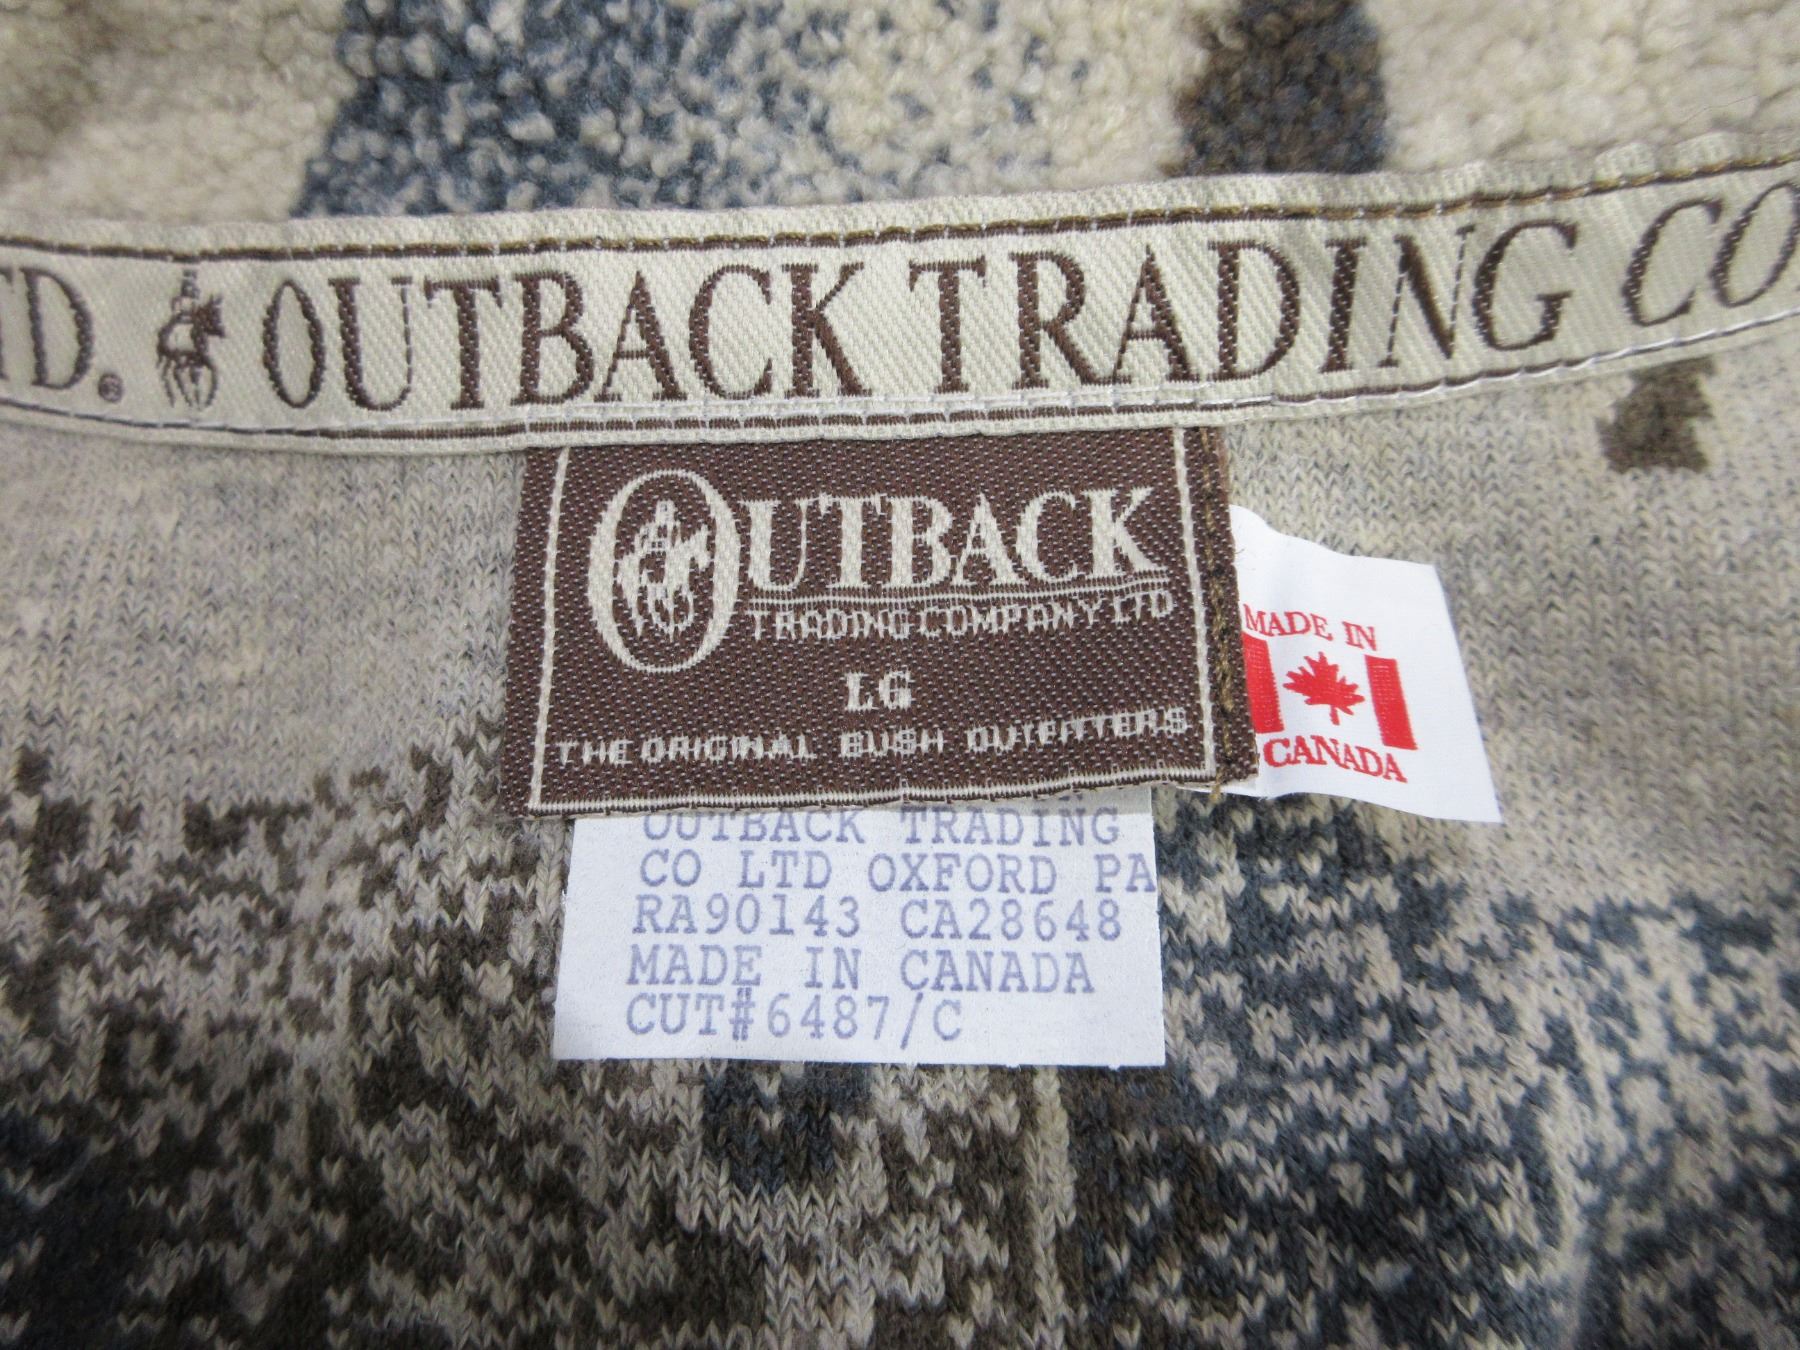 TD.® OUTBACK TRADING CO
OUTBACK
TRADING COMPANY LTD
LG
THE ORIGINAL BUSH OUTFITTERS
MADE IN
CANADA
OUTBACK TRADING
CO LTD OXFORD PA
RA90143 CA28648
MADE IN CANADA
CUT#6487/C